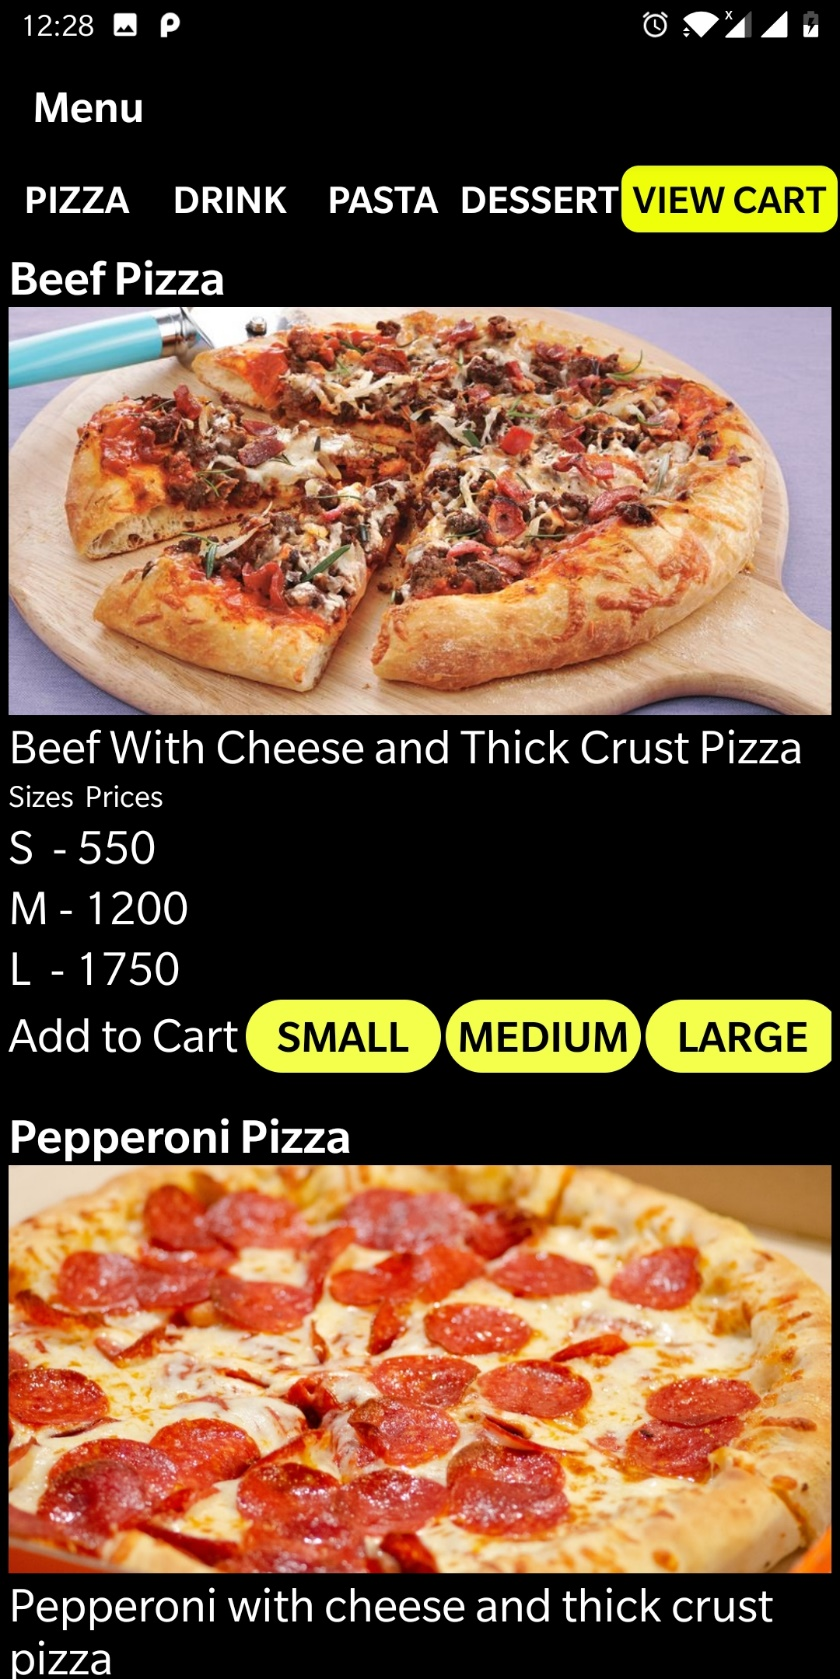 12:28
x
Menu
PIZZA DRINK PASTA DESSERT VIEW CART
Beef Pizza
Beef With Cheese and Thick Crust Pizza
Sizes Prices
S - 550
M - 1200
L - 1750
Add to Cart SMALL MEDIUM LARGE
Pepperoni Pizza
Pepperoni with cheese and thick crust
pizza